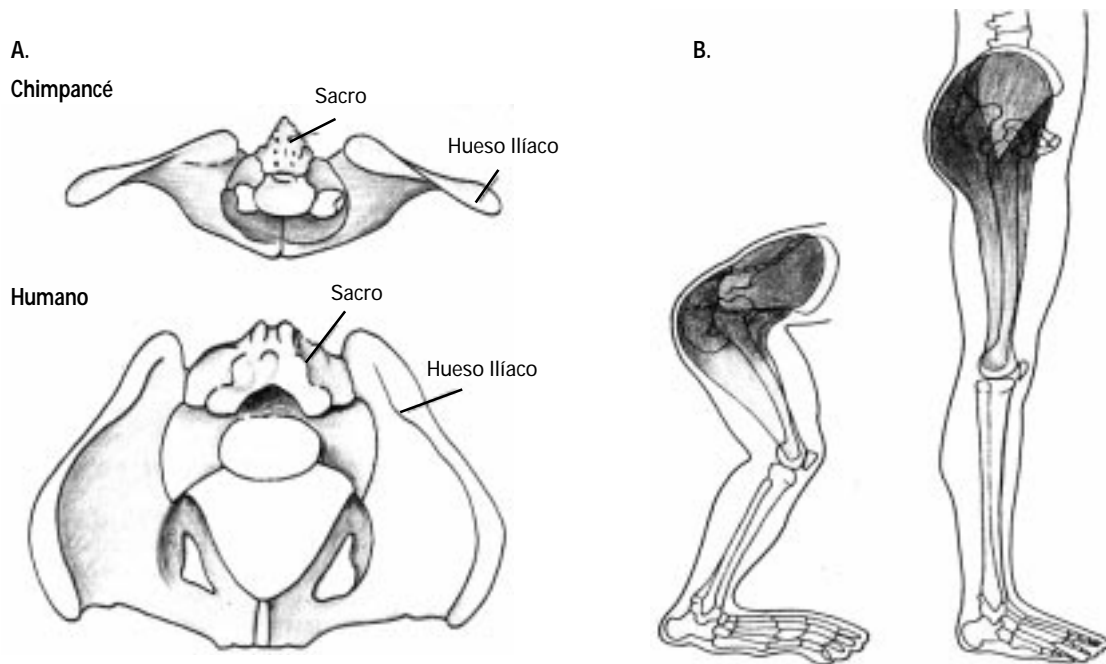 A.
Chimpancé
Sacro
Hueso Ilíaco
Humano
Sacro
Hueso Ilíaco
B.